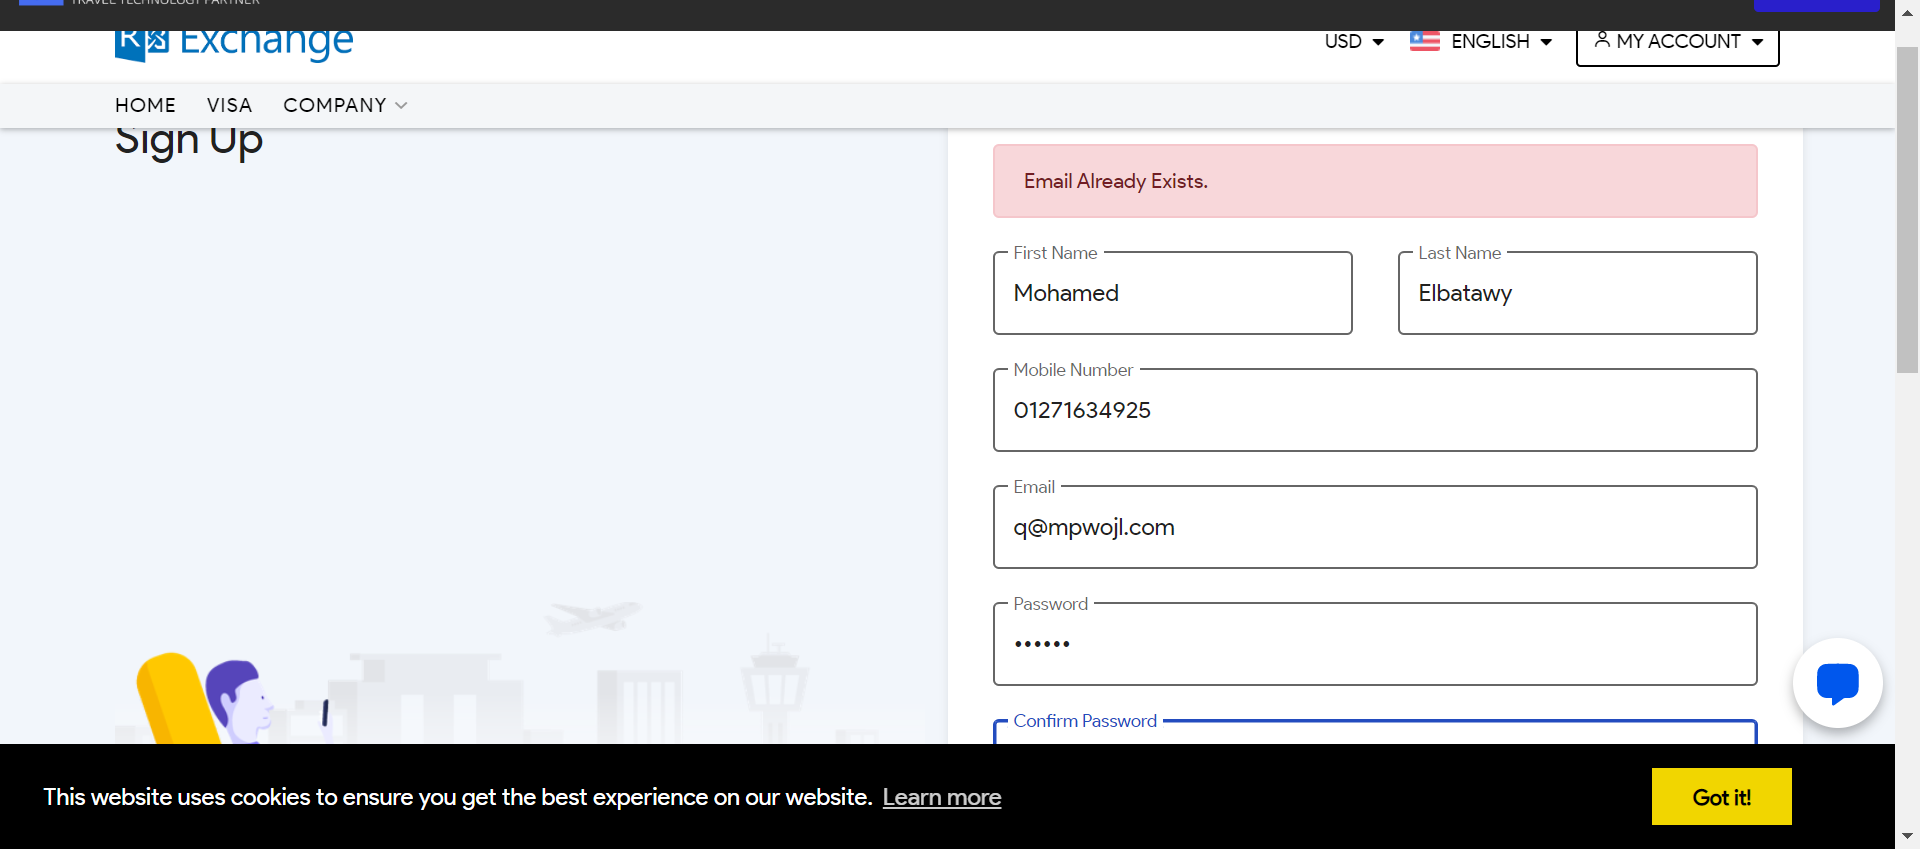 TRAVEL TECHNOLOGY PARTNER
Exchange
USD
ENGLISH
MY ACCOUNT
HOME
VISA
COMPANY
Sign Up
Email Already Exists.
First Name
Mohamed
Last Name
Elbatawy
Mobile Number
01271634925
Email
q@mpwojl.com
Password
••••••
Confirm Password
This website uses cookies to ensure you get the best experience on our website. Learn more
Got it!